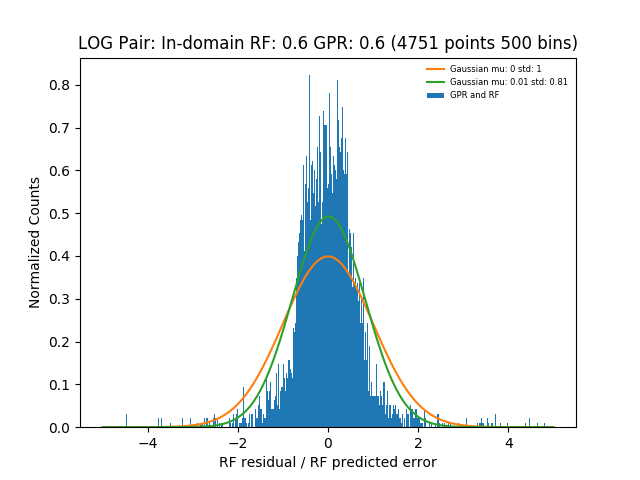 LOG Pair: In-domain RF: 0.6 GPR: 0.6 (4751 points 500 bins)
Gaussian mu: 0 std: 1
Gaussian mu: 0.01 std: 0.81
GPR and RF
Normalized Counts
0.8
0.7
0.6
0.5
0.4
0.3
0.2
0.1
0.0
−4 −2 0 2 4
RF residual / RF predicted error